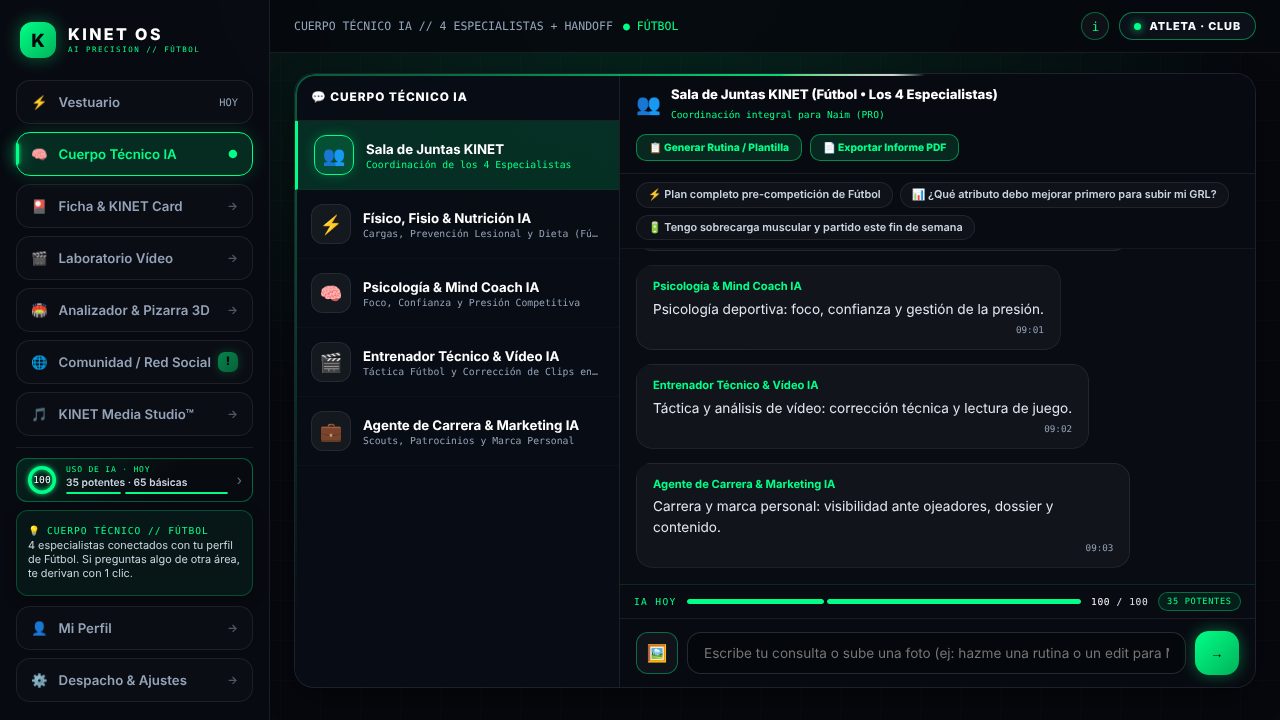 K
KINET OS
AI PRECISION // FÚTBOL
Vestuario
HOY
Cuerpo Técnico IA
Ficha & KINET Card
Laboratorio Vídeo
Analizador & Pizarra 3D
Comunidad / Red Social
!
KINET Media Studio™
100
USO DE IA · HOY
35 potentes · 65 básicas
CUERPO TÉCNICO // FÚTBOL
4 especialistas conectados con tu perfil
de Fútbol. Si preguntas algo de otra área,
te derivan con 1 clic.
Mi Perfil
Despacho & Ajustes
CUERPO TÉCNICO IA // 4 ESPECIALISTAS + HANDOFF
FÚTBOL
i
ATLETA · CLUB
CUERPO TÉCNICO IA
Sala de Juntas KINET
Coordinación de los 4 Especialistas
Físico, Fisio & Nutrición IA
Cargas, Prevención Lesional y Dieta (Fú…
Psicología & Mind Coach IA
Foco, Confianza y Presión Competitiva
Entrenador Técnico & Vídeo IA
Táctica Fútbol y Corrección de Clips en…
Agente de Carrera & Marketing IA
Scouts, Patrocinios y Marca Personal
Sala de Juntas KINET (Fútbol • Los 4 Especialistas)
Coordinación integral para Naim (PRO)
Generar Rutina / Plantilla
Exportar Informe PDF
Plan completo pre-competición de Fútbol
¿Qué atributo debo mejorar primero para subir mi GRL?
Tengo sobrecarga muscular y partido este fin de semana
Psicología & Mind Coach IA
Psicología deportiva: foco, confianza y gestión de la presión.
09:01
Entrenador Técnico & Vídeo IA
Táctica y análisis de vídeo: corrección técnica y lectura de juego.
09:02
Agente de Carrera & Marketing IA
Carrera y marca personal: visibilidad ante ojeadores, dossier y
contenido.
09:03
IA HOY
100 / 100
35 POTENTES
Escribe tu consulta o sube una foto (ej: hazme una rutina o un edit para